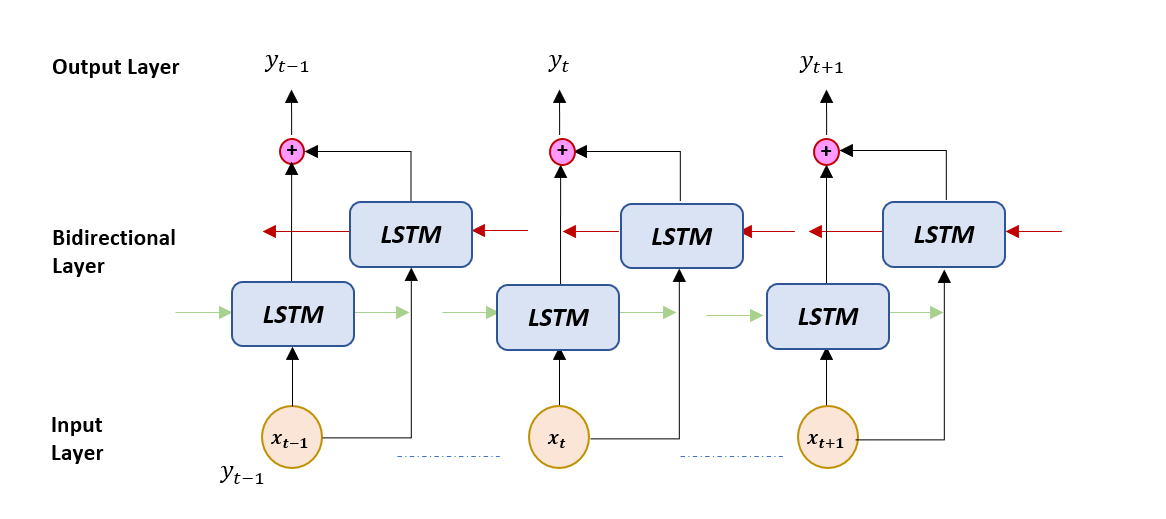 Output Layer
y_{t−1}
y_t
y_{t+1}
+
+
+
Bidirectional
Layer
LSTM
LSTM
LSTM
LSTM
LSTM
LSTM
Input
Layer
x_{t−1}
x_t
x_{t+1}
y_{t−1}